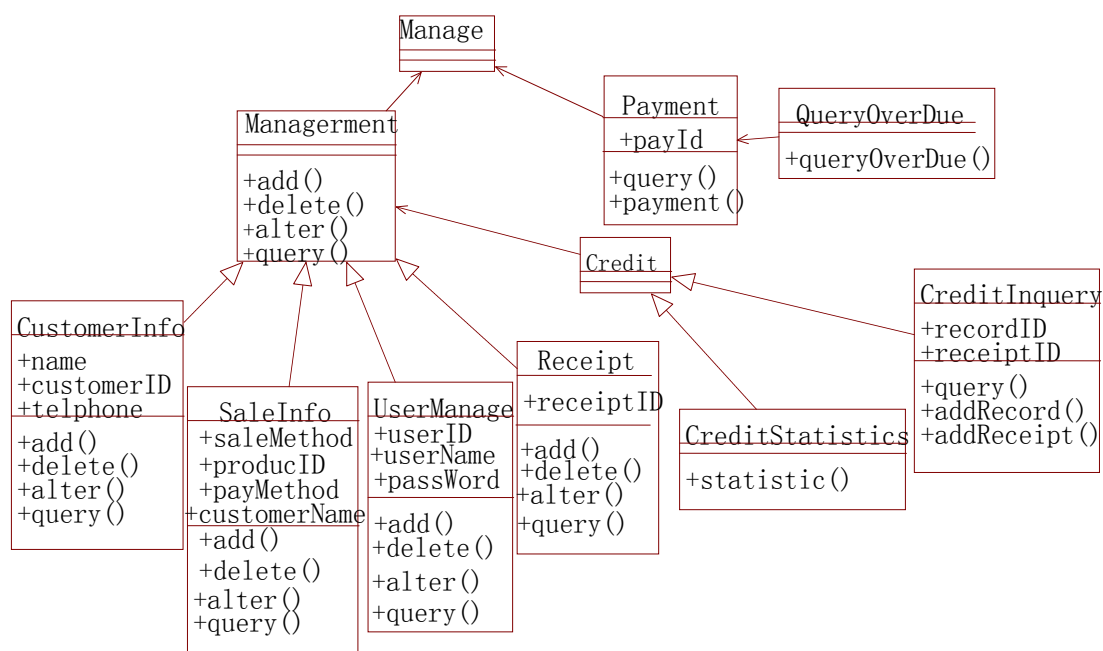 Manage
Managerment
+add()
+delete()
+alter()
+query()
Payment
+payId
+query()
+payment()
QueryOverDue
+queryOverDue()
Credit
CreditInquery
+recordID
+receiptID
+query()
+addRecord()
+addReceipt()
CustomerInfo
+name
+customerID
+telphone
+add()
+delete()
+alter()
+query()
SaleInfo
+saleMethod
+producID
+payMethod
+customerName
+add()
+delete()
+alter()
+query()
UserManage
+userID
+userName
+passWord
+add()
+delete()
+alter()
+query()
Receipt
+receiptID
+add()
+delete()
+alter()
+query()
CreditStatistics
+statistic()